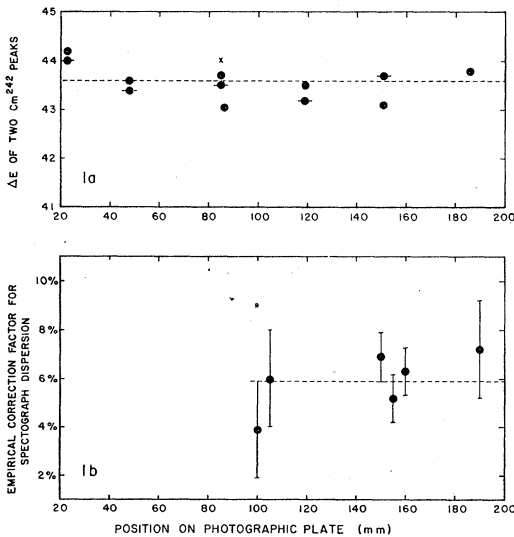 ΔE OF TWO Cm²⁴² PEAKS
45
44
43
42
41
1a
20 40 60 80 100 120 140 160 180 200
EMPIRICAL CORRECTION FACTOR FOR
SPECTOGRAPH DISPERSION
10%
8%
6%
4%
2%
1b
20 40 60 80 100 120 140 160 180 200
POSITION ON PHOTOGRAPHIC PLATE (mm)